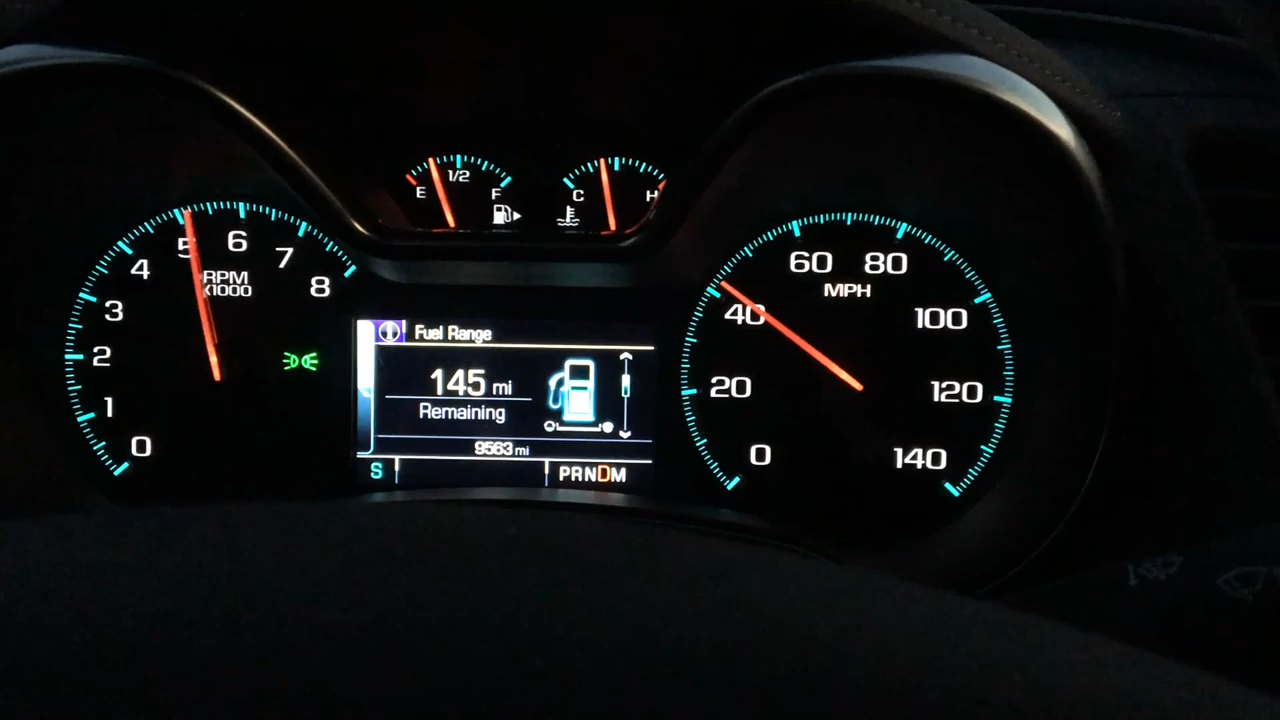 E 1/2 F
C H
0 1 2 3 4 5 6 7 8
RPM
x1000
Fuel Range
145 mi
Remaining
9563 mi
S PRNDM
0 20 40 60 80 100 120 140
MPH